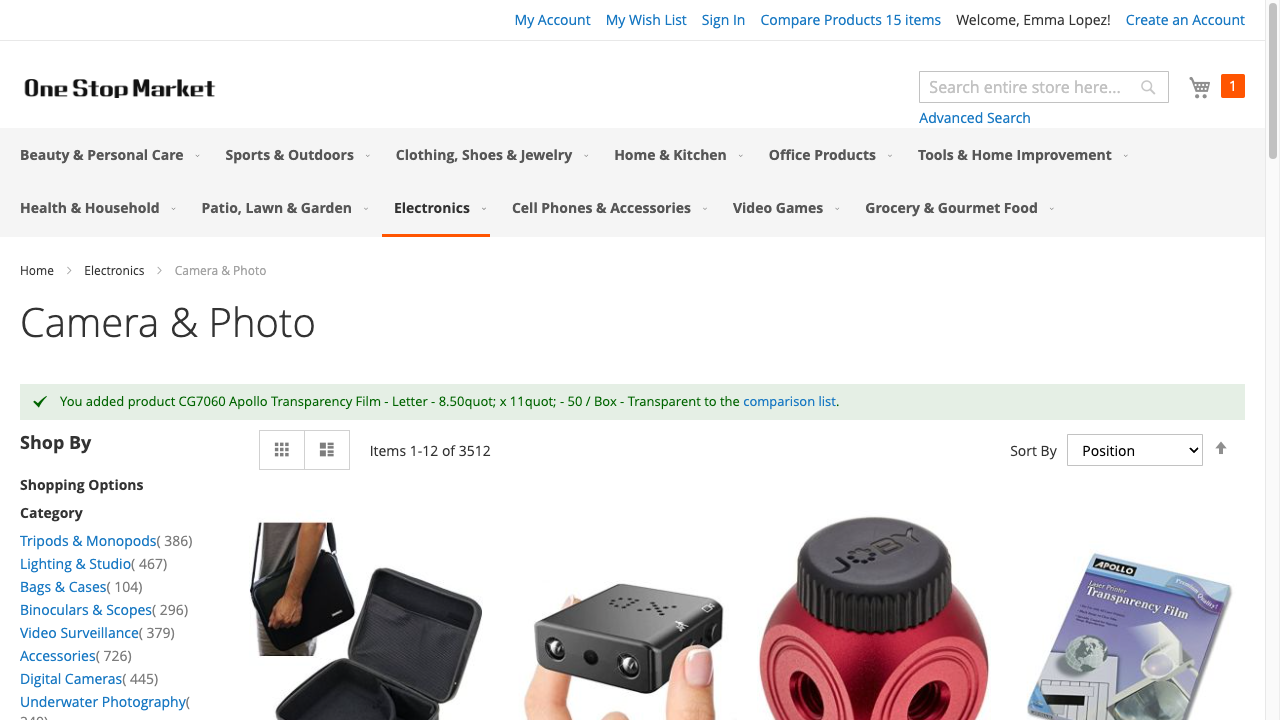 My Account My Wish List Sign In Compare Products 15 items Welcome, Emma Lopez! Create an Account
One Stop Market
Search entire store here...
1
Advanced Search
Beauty & Personal Care Sports & Outdoors Clothing, Shoes & Jewelry Home & Kitchen Office Products Tools & Home Improvement
Health & Household Patio, Lawn & Garden Electronics Cell Phones & Accessories Video Games Grocery & Gourmet Food
Home Electronics Camera & Photo
Camera & Photo
You added product CG7060 Apollo Transparency Film - Letter - 8.50quot; x 11quot; - 50 / Box - Transparent to the comparison list.
Shop By
Items 1-12 of 3512
Sort By Position
Shopping Options
Category
Tripods & Monopods( 386)
Lighting & Studio( 467)
Bags & Cases( 104)
Binoculars & Scopes( 296)
Video Surveillance( 379)
Accessories( 726)
Digital Cameras( 445)
Underwater Photography(
JOBY
APOLLO
Laser Printer
Transparency Film
Premium Quality!